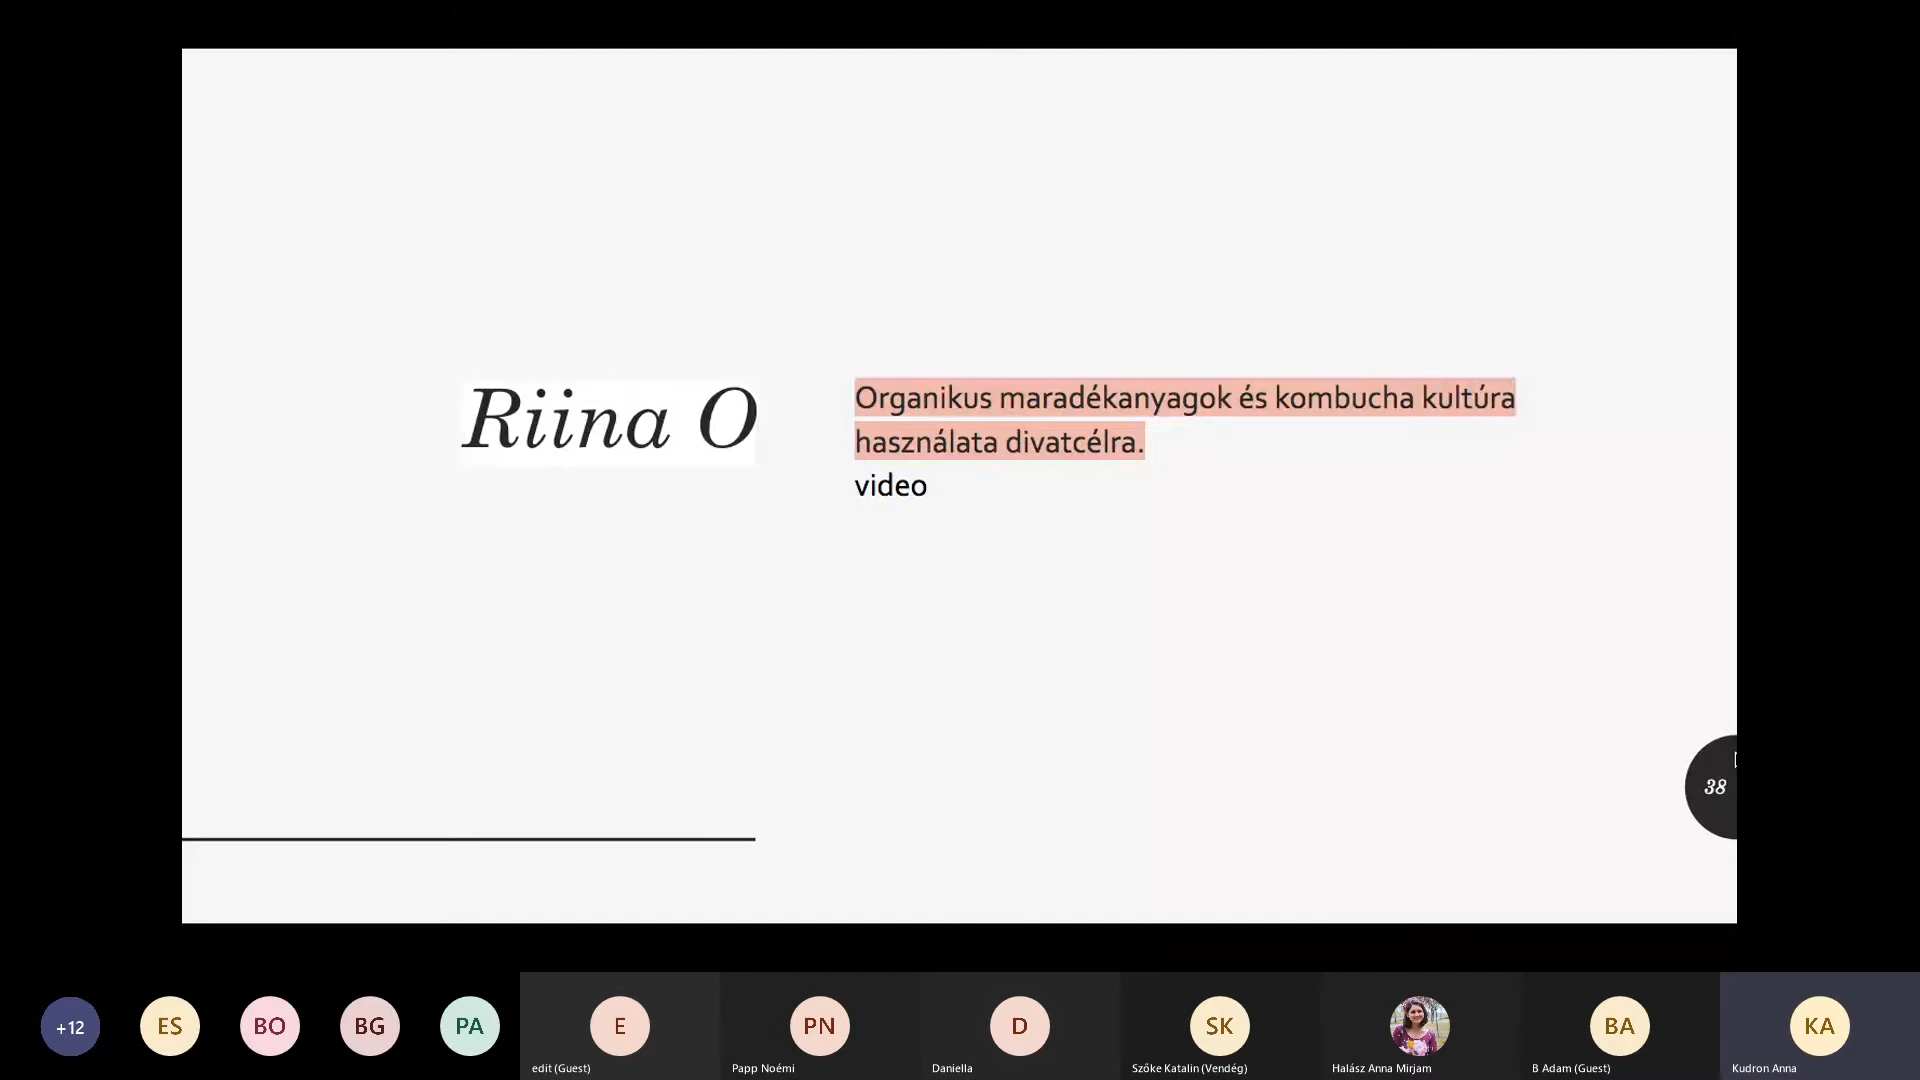 Riina O
Organikus maradékanyagok és kombucha kultúra
használata divatcélra.
video
38
+12
ES
BO
BG
PA
E
PN
D
SK
BA
KA
edit (Guest)
Papp Noémi
Daniella
Szőke Katalin (Vendég)
Halász Anna Mirjam
B Adam (Guest)
Kudron Anna